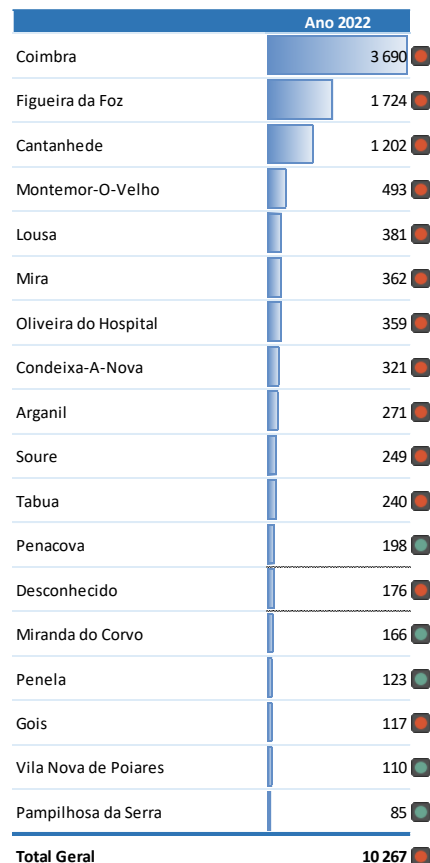 Ano 2022
Coimbra 3 690
Figueira da Foz 1 724
Cantanhede 1 202
Montemor-O-Velho 493
Lousa 381
Mira 362
Oliveira do Hospital 359
Condeixa-A-Nova 321
Arganil 271
Soure 249
Tabua 240
Penacova 198
Desconhecido 176
Miranda do Corvo 166
Penela 123
Gois 117
Vila Nova de Poiares 110
Pampilhosa da Serra 85
Total Geral 10 267